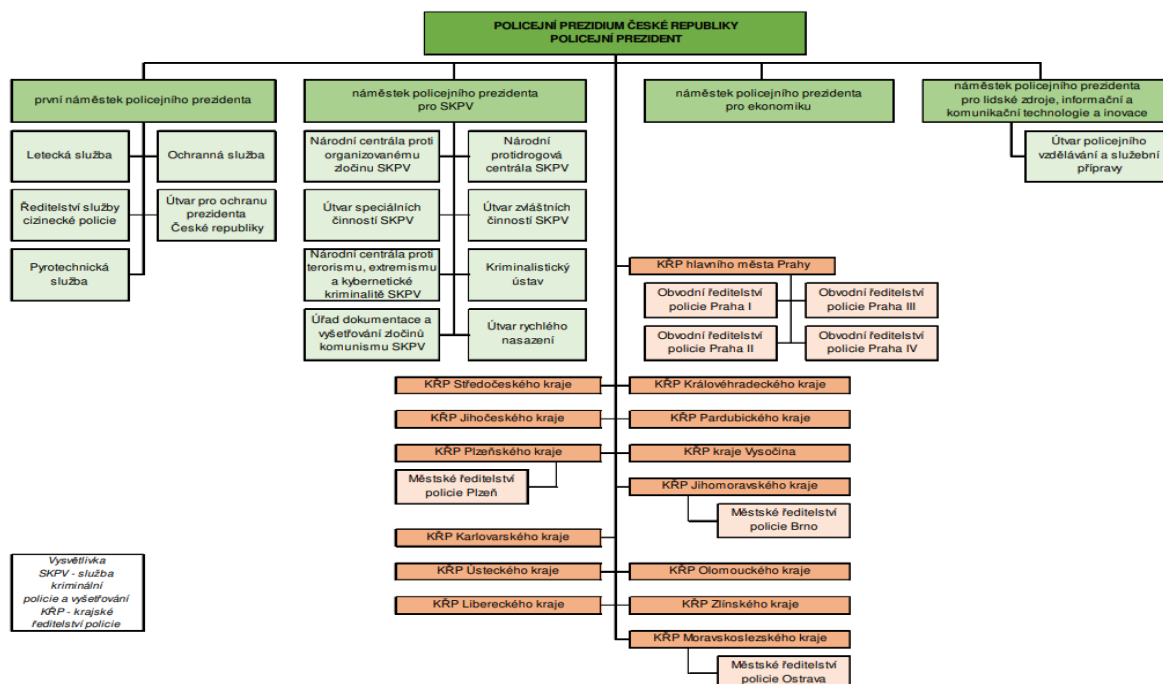 POLICEJNÍ PREZIDIUM ČESKÉ REPUBLIKY
POLICEJNÍ PREZIDENT
první náměstek policejního prezidenta
náměstek policejního prezidenta
pro SKPV
náměstek policejního prezidenta
pro ekonomiku
náměstek policejního prezidenta
pro lidské zdroje, informační a
komunikační technologie a inovace
Letecká služba
Ochranná služba
Ředitelství služby
cizinecké policie
Útvar pro ochranu
prezidenta
České republiky
Pyrotechnická
služba
Národní centrála proti
organizovanému
zločinu SKPV
Národní
protidrogová
centrála SKPV
Útvar speciálních
činností SKPV
Útvar zvláštních
činností SKPV
Národní centrála proti
terorismu, extremismu
a kybernetické
kriminalitě SKPV
Kriminalistický
ústav
Úřad dokumentace a
vyšetřování zločinů
komunismu SKPV
Útvar rychlého
nasazení
Útvar policejního
vzdělávání a služební
přípravy
KŘP hlavního města Prahy
Obvodní ředitelství
policie Praha I
Obvodní ředitelství
policie Praha III
Obvodní ředitelství
policie Praha II
Obvodní ředitelství
policie Praha IV
KŘP Středočeského kraje
KŘP Královéhradeckého kraje
KŘP Jihočeského kraje
KŘP Pardubického kraje
KŘP Plzeňského kraje
KŘP kraje Vysočina
Městské ředitelství
policie Plzeň
KŘP Jihomoravského kraje
Městské ředitelství
policie Brno
KŘP Karlovarského kraje
KŘP Ústeckého kraje
KŘP Olomouckého kraje
KŘP Libereckého kraje
KŘP Zlínského kraje
KŘP Moravskoslezského kraje
Městské ředitelství
policie Ostrava
Vysvětlivka
SKPV - služba
kriminální
policie a vyšetřování
KŘP - krajské
ředitelství policie